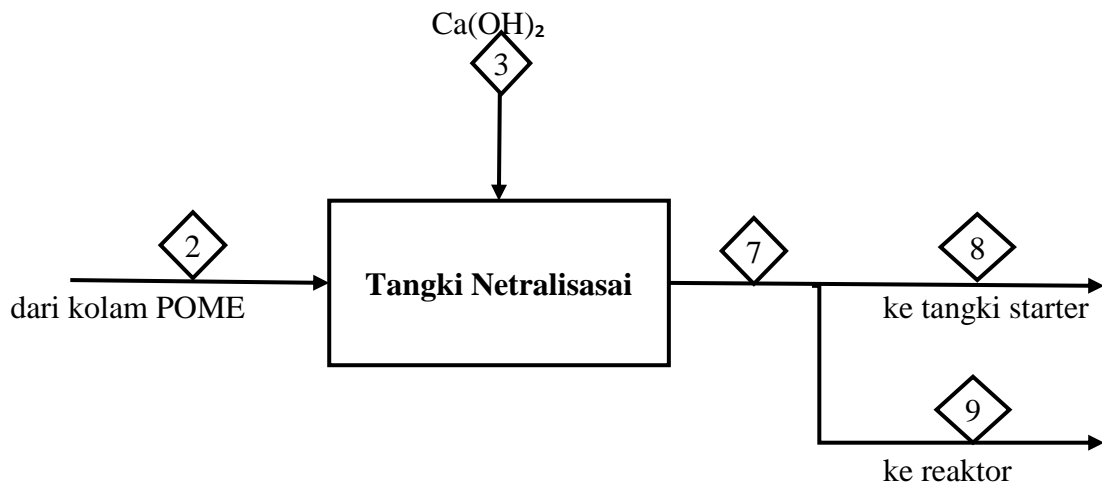 Ca(OH)₂
3
2
7
8
Tangki Netralisasai
dari kolam POME
ke tangki starter
9
ke reaktor